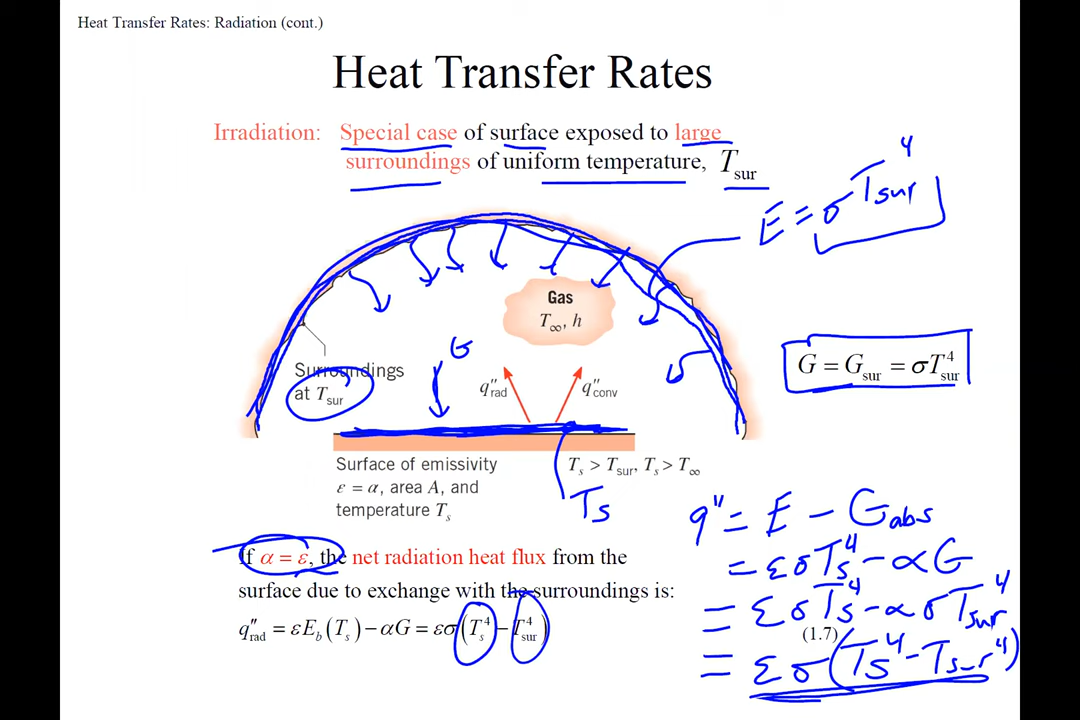 Heat Transfer Rates: Radiation (cont.)
Heat Transfer Rates
Irradiation: Special case of surface exposed to large
surroundings of uniform temperature, T_sur
E = σ T_sur^4
Gas
T_∞, h
G = G_sur = σT_sur^4
Surroundings
at T_sur
G
q''_rad
q''_conv
Surface of emissivity
ε = α, area A, and
temperature T_s
T_s > T_sur, T_s > T_∞
T_s
q'' = E - G_abs
= εσT_s^4 - αG
= εσT_s^4 - ασT_sur^4
= εσ(T_s^4 - T_sur^4)
If α = ε, the net radiation heat flux from the
surface due to exchange with the surroundings is:
q''_rad = εE_b(T_s) - αG = εσ(T_s^4 - T_sur^4)
(1.7)